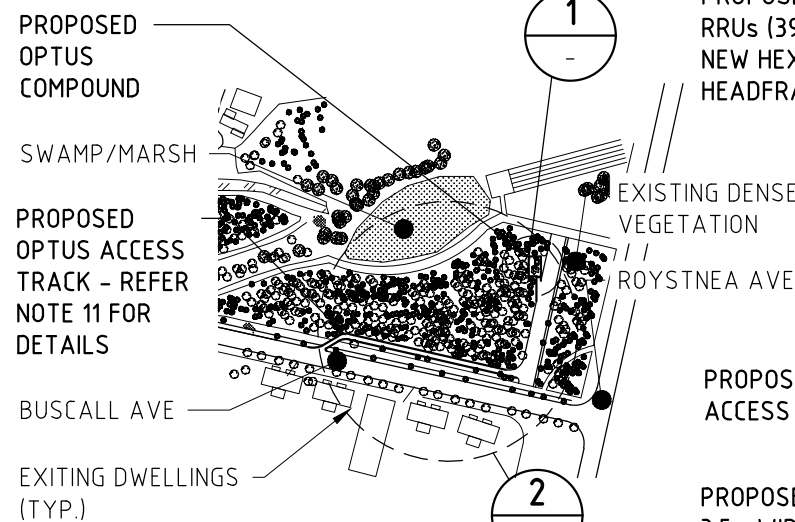 PROPOSED
OPTUS
COMPOUND
SWAMP/MARSH
PROPOSED
OPTUS ACCESS
TRACK - REFER
NOTE 11 FOR
DETAILS
BUSCALL AVE
EXITING DWELLINGS
(TYP.)
1
-
2
RRUs (39
NEW HEX
HEADFRA
EXISTING DENSE
VEGETATION
ROYSTNEA AVE
PROPOS
ACCESS
PROPOSE